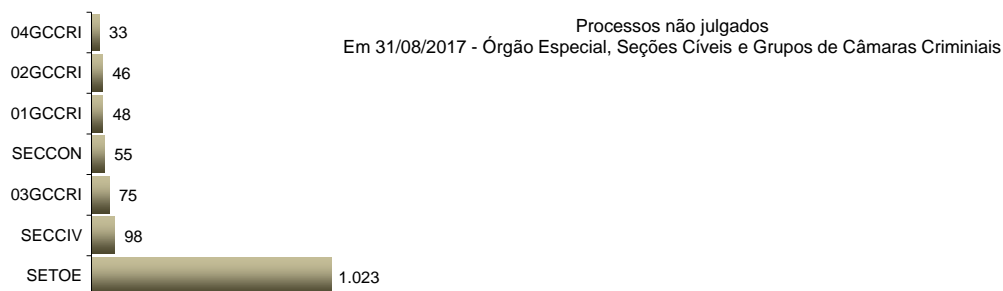 Processos não julgados
Em 31/08/2017 - Órgão Especial, Seções Cíveis e Grupos de Câmaras Criminiais
04GCCRI 33
02GCCRI 46
01GCCRI 48
SECCON 55
03GCCRI 75
SECCIV 98
SETOE 1.023